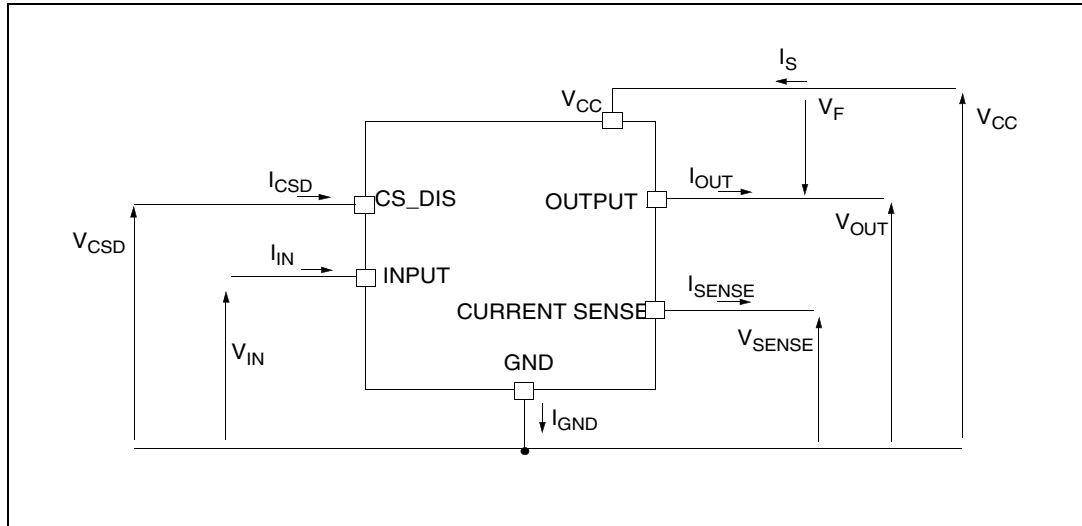 I_S
V_CC
V_F
V_CC
I_CSD
CS_DIS
I_OUT
OUTPUT
V_OUT
V_CSD
I_IN
INPUT
I_SENSE
CURRENT SENSE
V_SENSE
V_IN
GND
I_GND